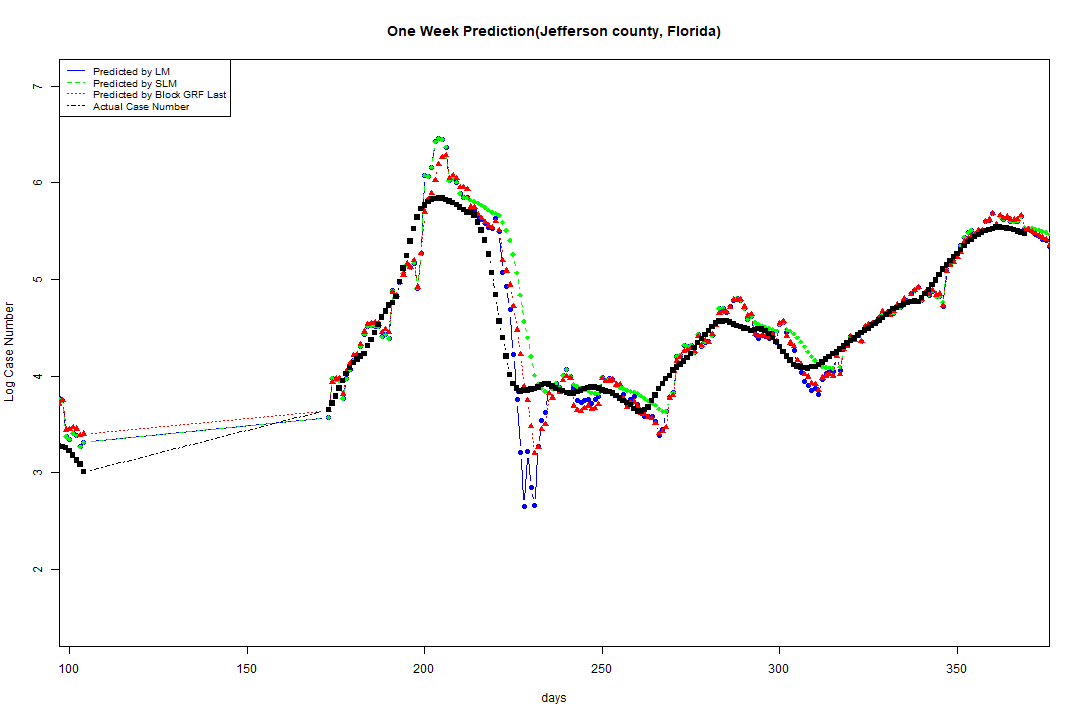 One Week Prediction(Jefferson county, Florida)
Predicted by LM
Predicted by SLM
Predicted by Block GRF Last
Actual Case Number
7
6
5
4
3
2
Log Case Number
100 150 200 250 300 350
days